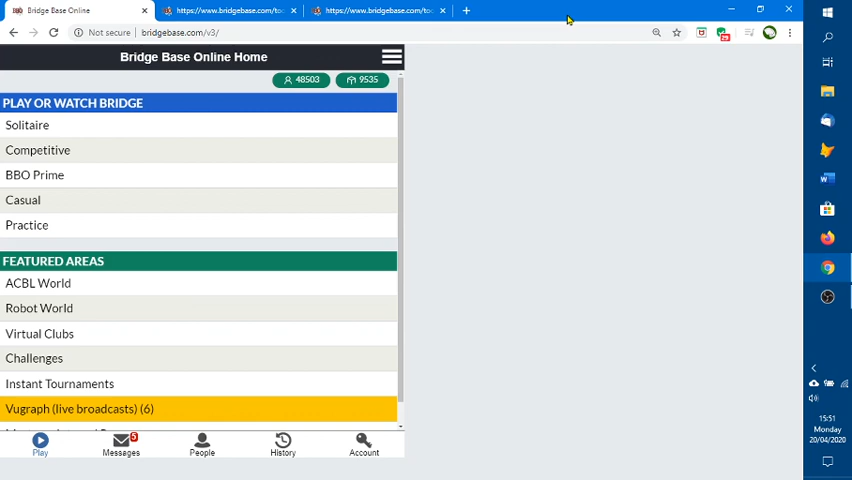 Bridge Base Online
https://www.bridgebase.com/to
https://www.bridgebase.com/to
Not secure
bridgebase.com/v3/
29
Bridge Base Online Home
48503
9535
PLAY OR WATCH BRIDGE
Solitaire
Competitive
BBO Prime
Casual
Practice
FEATURED AREAS
ACBL World
Robot World
Virtual Clubs
Challenges
Instant Tournaments
Vugraph (live broadcasts) (6)
5
Play
Messages
People
History
Account
15:51
Monday
20/04/2020